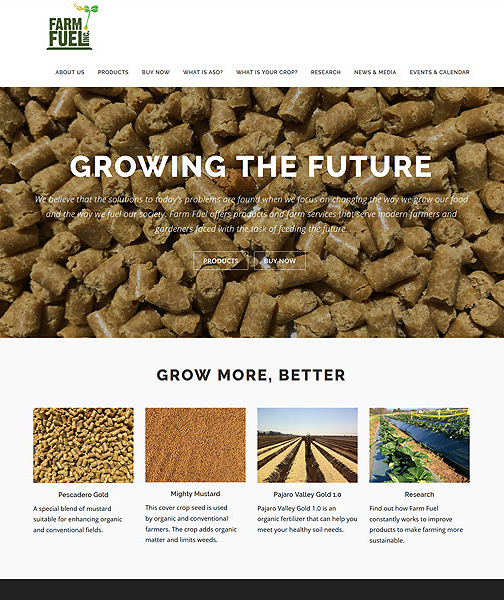 FARM
FUEL INC.
ABOUT US PRODUCTS BUY NOW WHAT IS ASD? WHAT IS YOUR CROP? RESEARCH NEWS & MEDIA EVENTS & CALENDAR
GROWING THE FUTURE
We believe that the solutions to today's problems are found when we focus on changing the way we grow our food
and the way we fuel our society. Farm Fuel offers products and farm services that serve modern farmers and
gardeners faced with the task of feeding the future.
PRODUCTS BUY NOW
GROW MORE, BETTER
Pescadero Gold
A special blend of mustard
suitable for enhancing organic
and conventional fields.
Mighty Mustard
This cover crop seed is used
by organic and conventional
farmers. The crop adds organic
matter and limits weeds.
Pajaro Valley Gold 1.0
Pajaro Valley Gold 1.0 is an
organic fertilizer that can help you
meet your healthy soil needs.
Research
Find out how Farm Fuel
constantly works to improve
products to make farming more
sustainable.